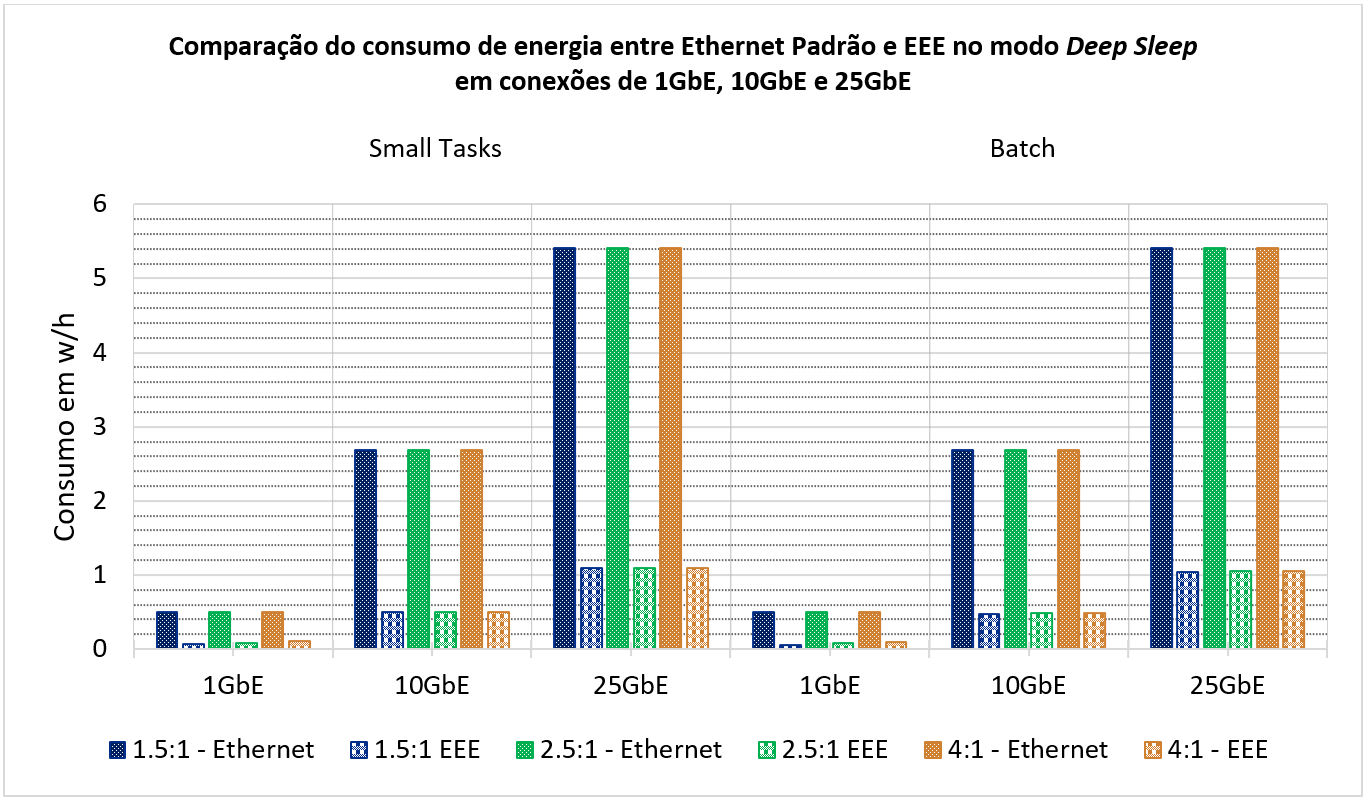 Comparação do consumo de energia entre Ethernet Padrão e EEE no modo Deep Sleep
em conexões de 1GbE, 10GbE e 25GbE
Small Tasks
Batch
Consumo em w/h
6
5
4
3
2
1
0
1GbE
10GbE
25GbE
1GbE
10GbE
25GbE
1.5:1 - Ethernet
1.5:1 EEE
2.5:1 - Ethernet
2.5:1 EEE
4:1 - Ethernet
4:1 - EEE